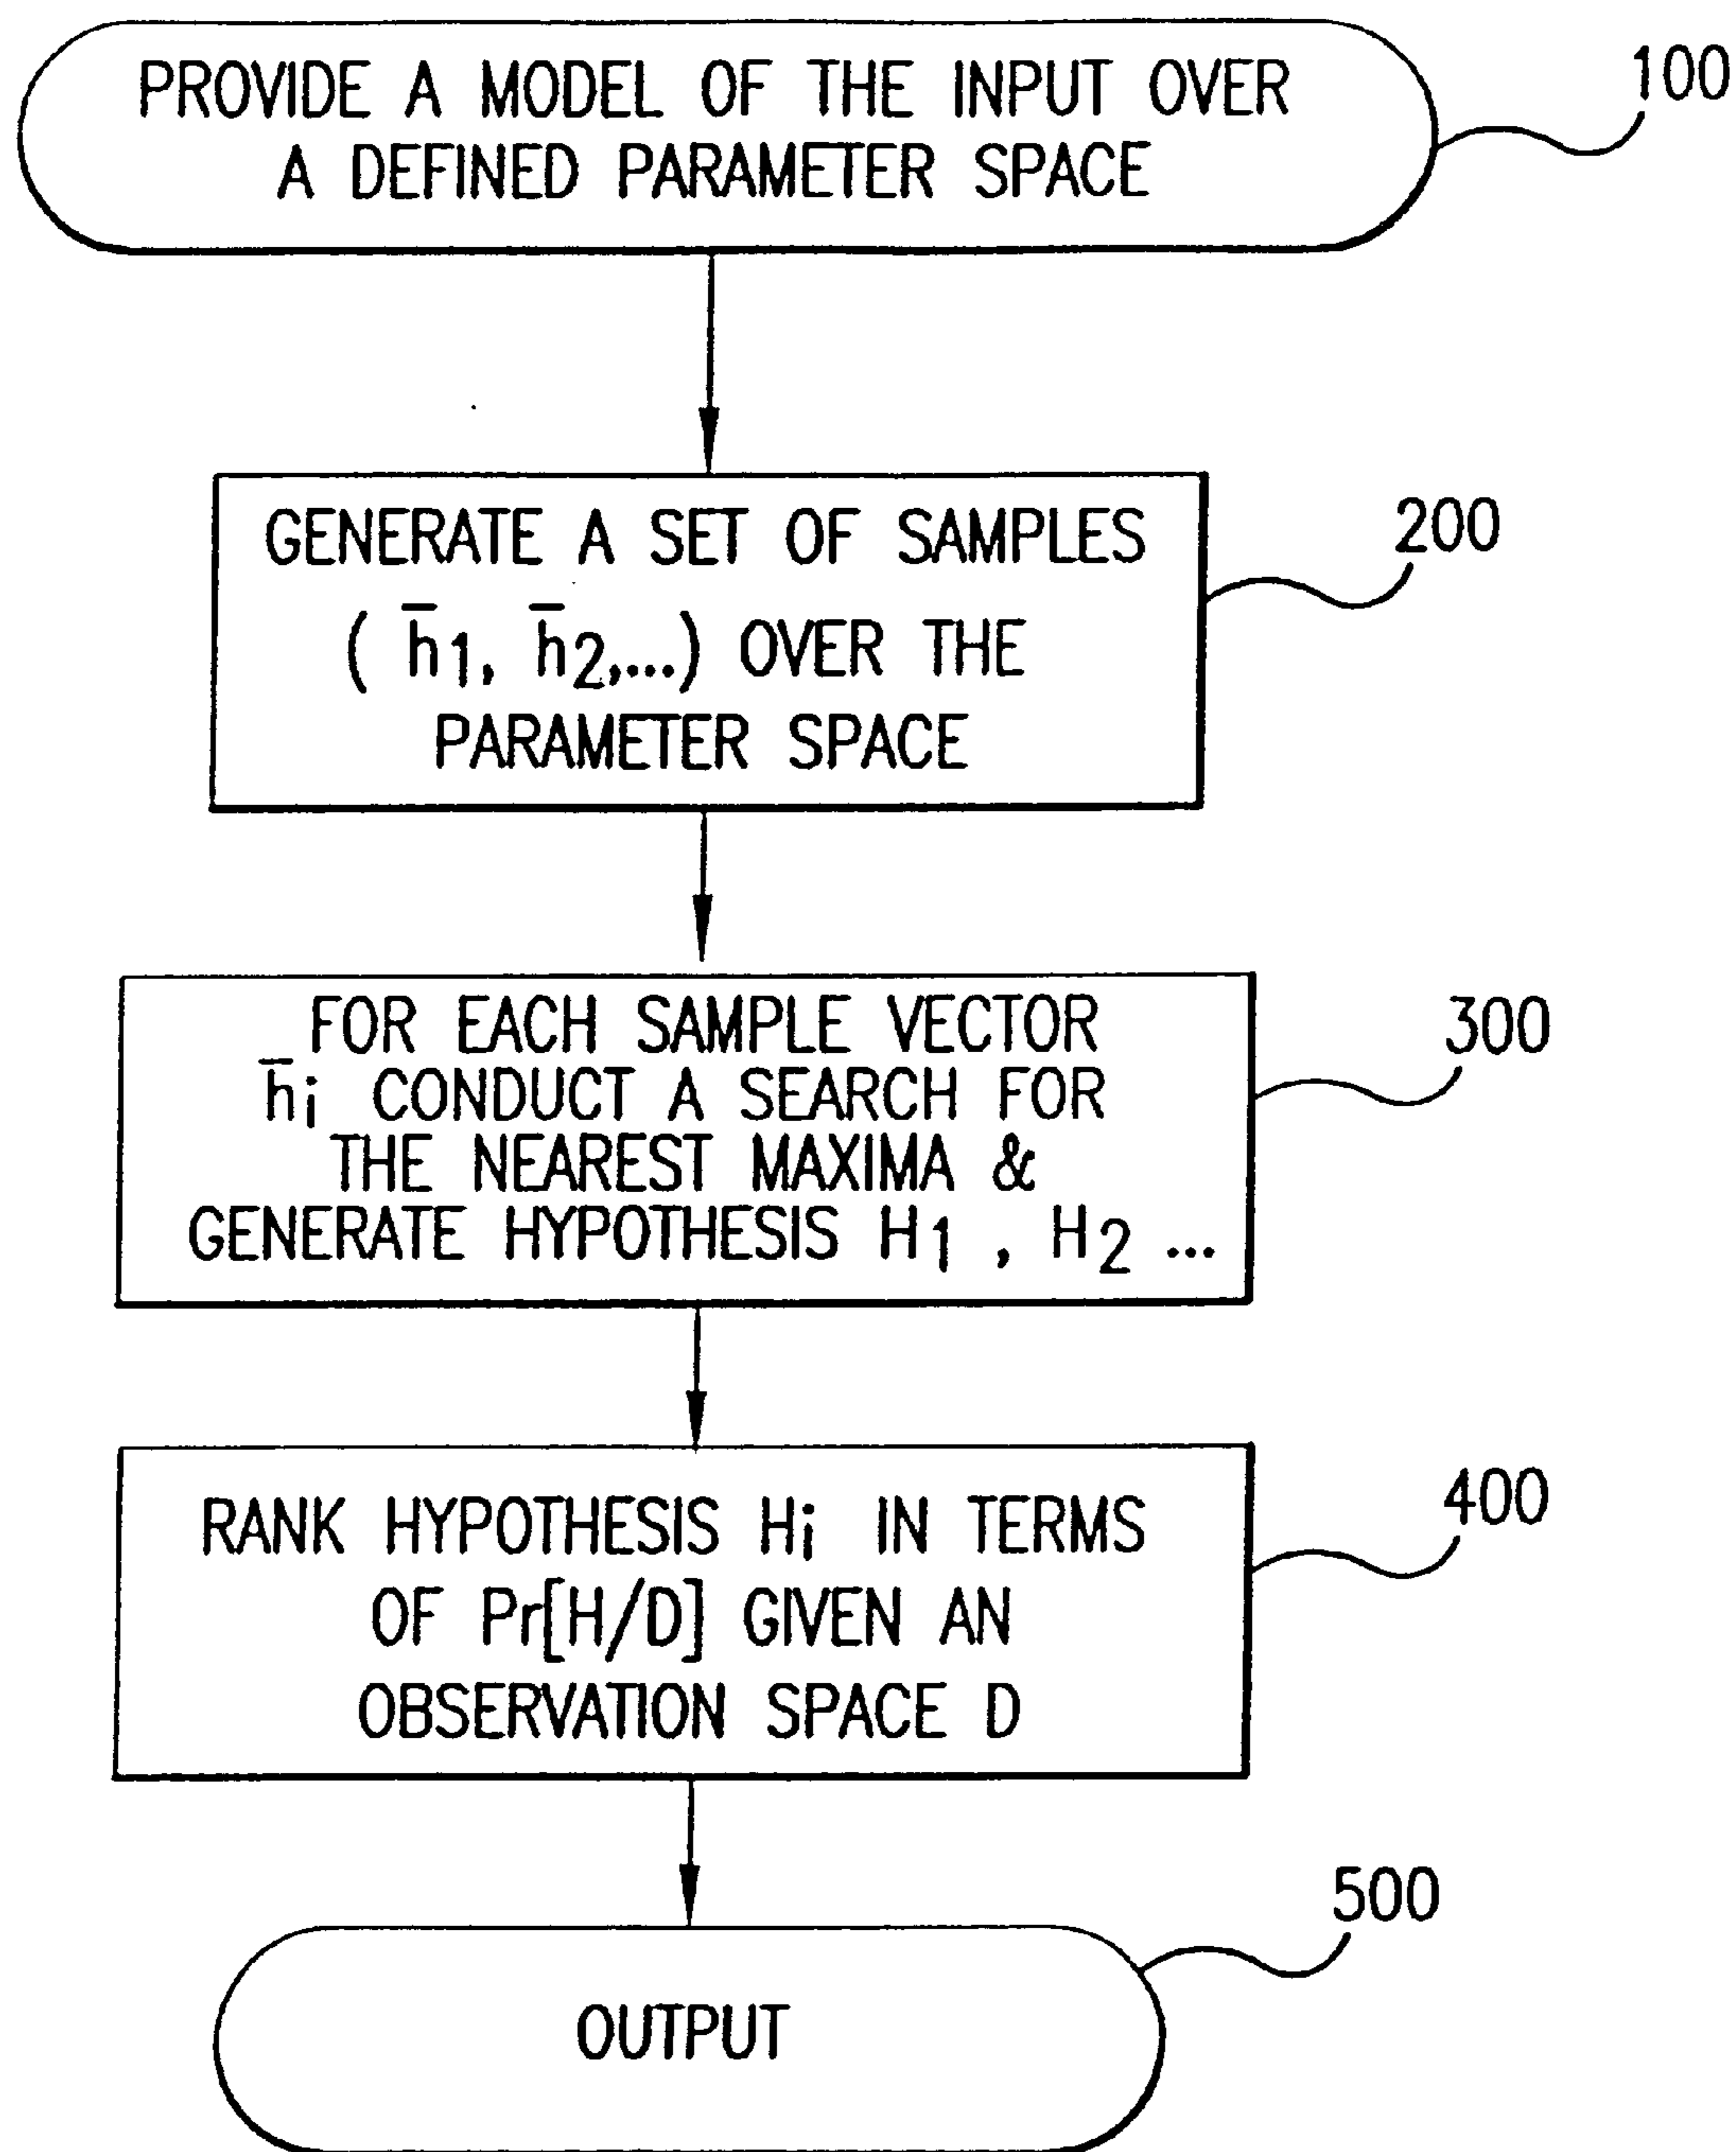 PROVIDE A MODEL OF THE INPUT OVER
A DEFINED PARAMETER SPACE
100
GENERATE A SET OF SAMPLES
( h̄1, h̄2,...) OVER THE
PARAMETER SPACE
200
FOR EACH SAMPLE VECTOR
h̄i CONDUCT A SEARCH FOR
THE NEAREST MAXIMA &
GENERATE HYPOTHESIS H1 , H2 ...
300
RANK HYPOTHESIS Hi IN TERMS
OF Pr[H/D] GIVEN AN
OBSERVATION SPACE D
400
OUTPUT
500